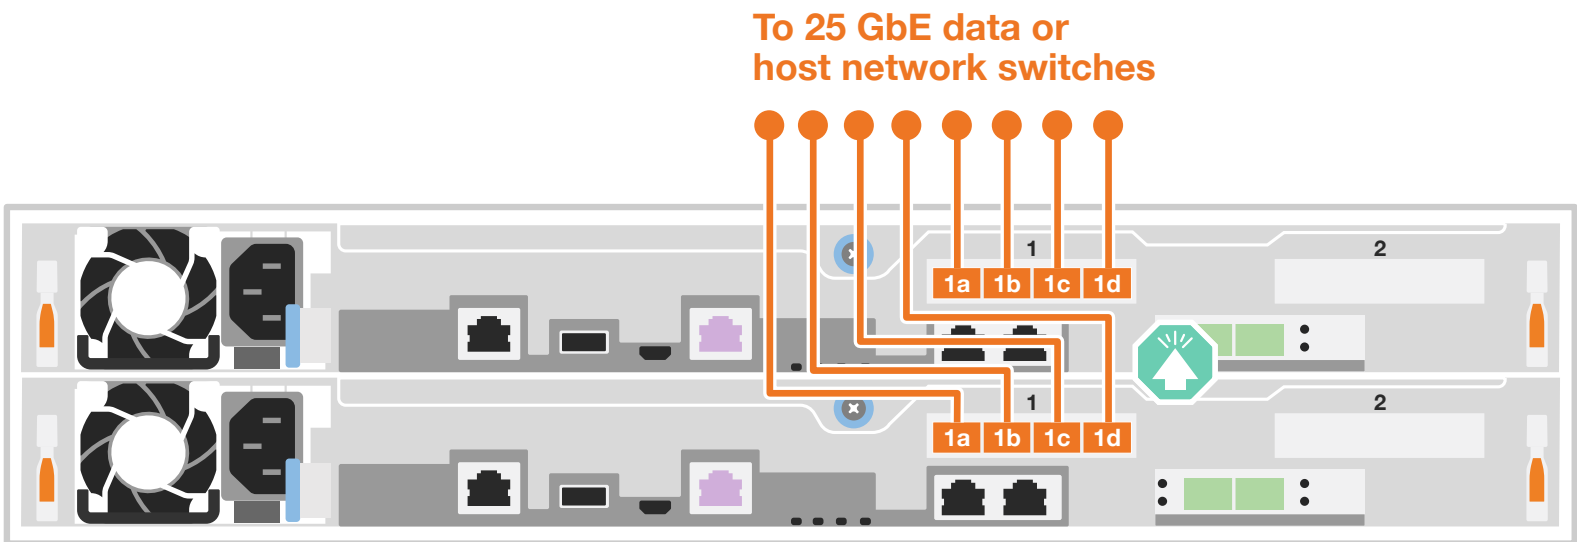 To 25 GbE data or
host network switches
1 2
1a 1b 1c 1d
1 2
1a 1b 1c 1d